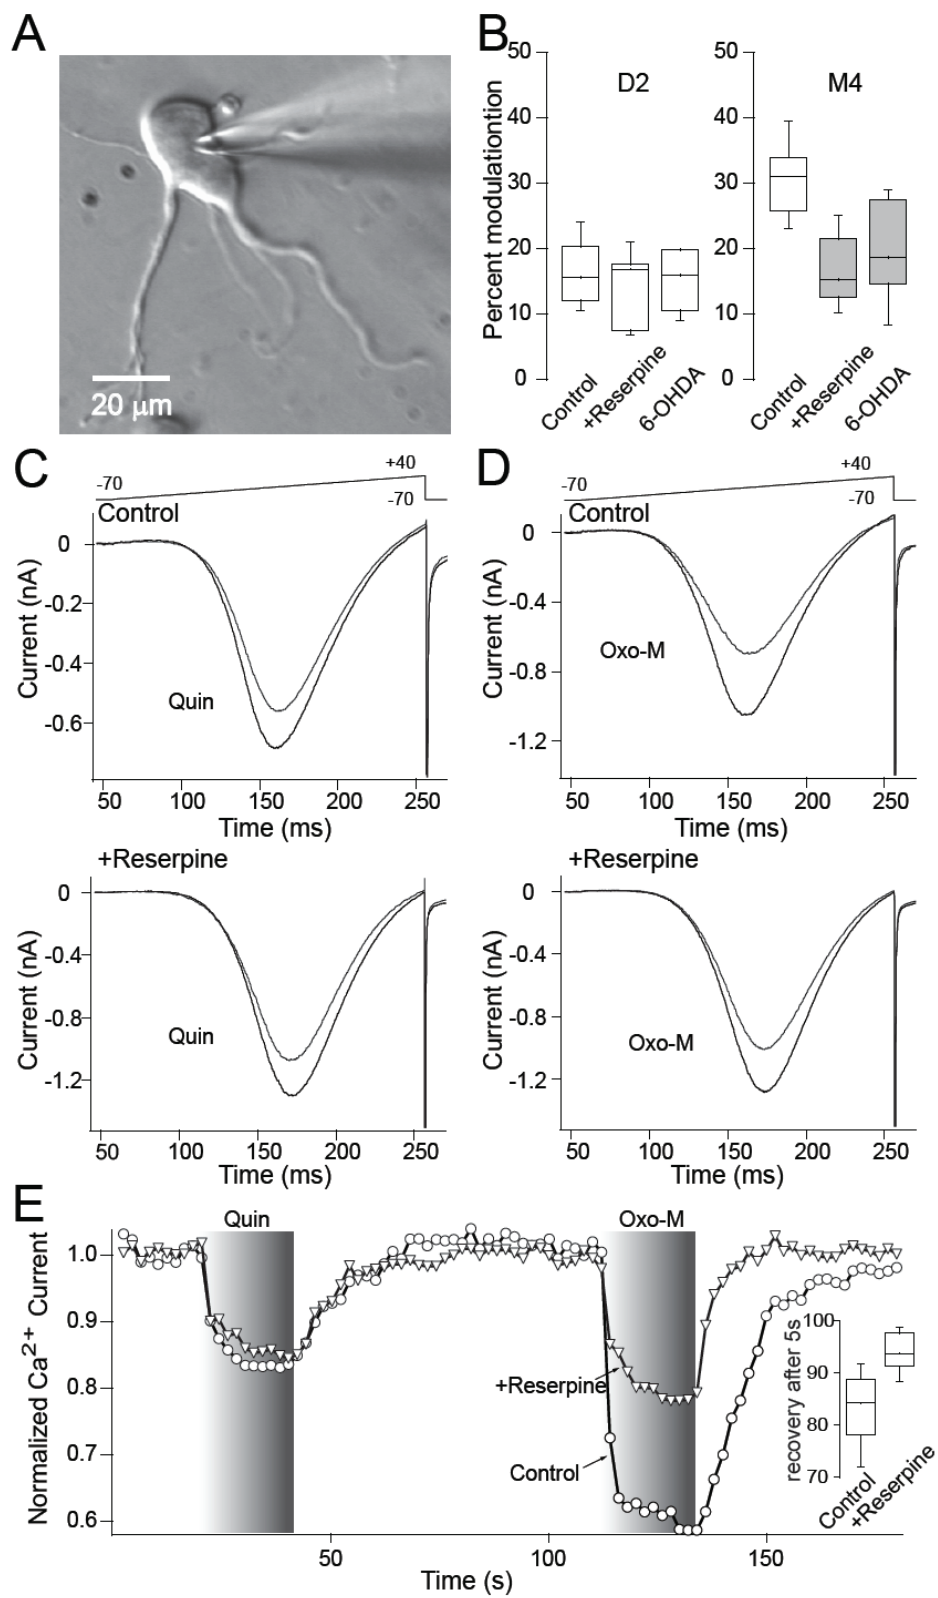 A
20 µm
B
Percent modulationtion
50
40
30
20
10
0
D2
Control
+Reserpine
6-OHDA
50
40
30
20
10
0
M4
Control
+Reserpine
6-OHDA
C
-70
+40
-70
Control
Current (nA)
0
-0.2
-0.4
-0.6
Quin
50 100 150 200 250
Time (ms)
+Reserpine
Current (nA)
0
-0.4
-0.8
-1.2
Quin
50 100 150 200 250
Time (ms)
D
-70
+40
-70
Control
Current (nA)
0
-0.4
-0.8
-1.2
Oxo-M
50 100 150 200 250
Time (ms)
+Reserpine
Current (nA)
0
-0.4
-0.8
-1.2
Oxo-M
50 100 150 200 250
Time (ms)
E
Quin
Oxo-M
Normalized Ca2+ Current
1.0
0.9
0.8
0.7
0.6
+Reserpine
Control
50 100 150
Time (s)
recovery after 5s
100
90
80
70
Control
+Reserpine